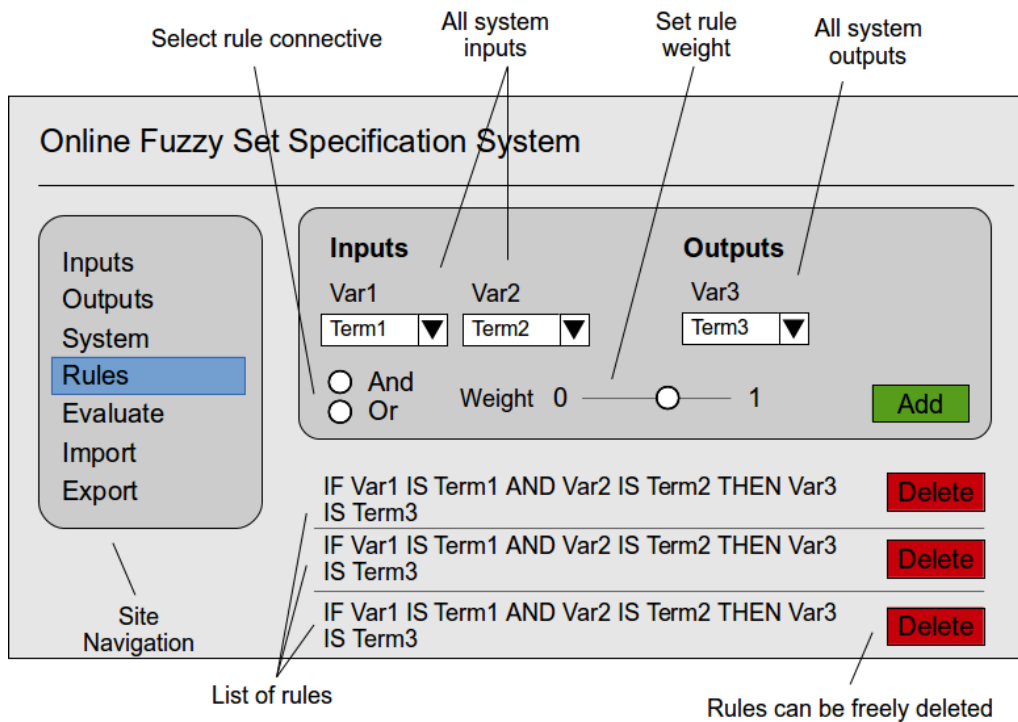 Select rule connective
All system
inputs
Set rule
weight
All system
outputs
Online Fuzzy Set Specification System
Inputs
Outputs
System
Rules
Evaluate
Import
Export
Inputs
Outputs
Var1
Var2
Var3
Term1
Term2
Term3
And
Or
Weight 0
1
Add
IF Var1 IS Term1 AND Var2 IS Term2 THEN Var3
IS Term3
Delete
IF Var1 IS Term1 AND Var2 IS Term2 THEN Var3
IS Term3
Delete
IF Var1 IS Term1 AND Var2 IS Term2 THEN Var3
IS Term3
Delete
Site
Navigation
List of rules
Rules can be freely deleted